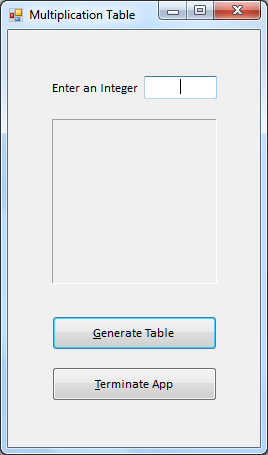 Multiplication Table
Enter an Integer
Generate Table
Terminate App